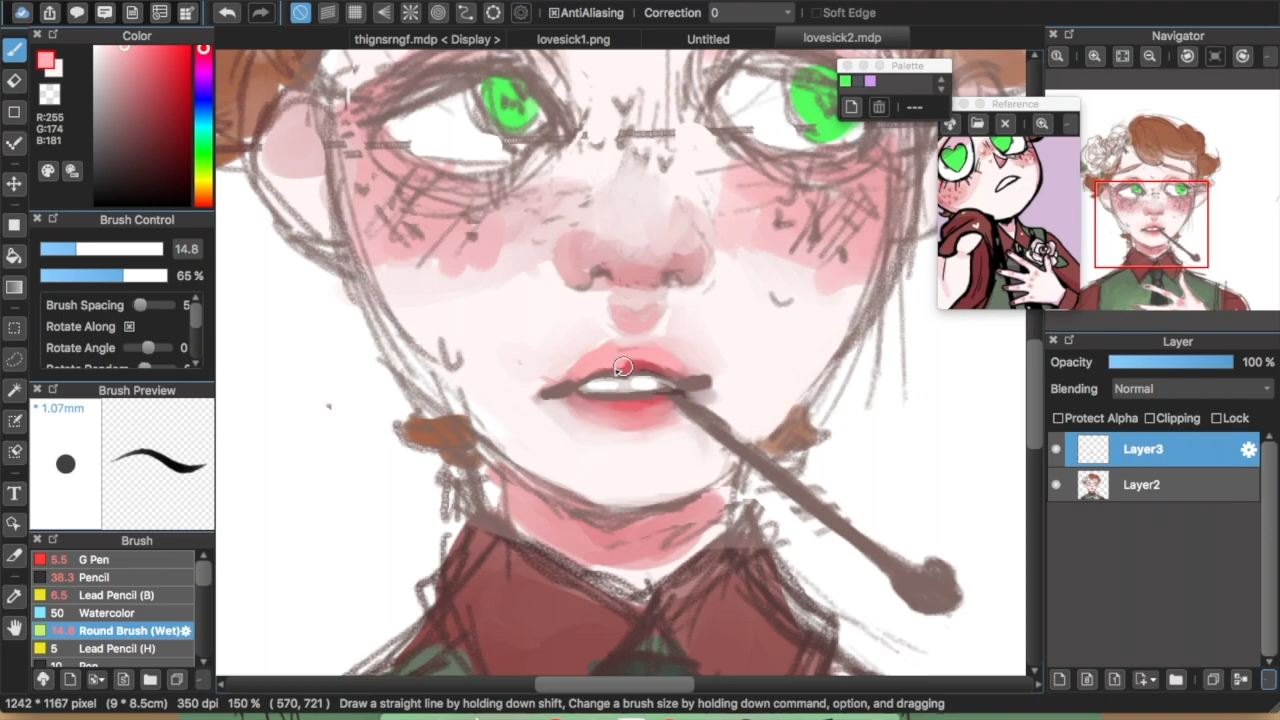 AntiAliasing Correction 0 Soft Edge
Color
thignsrngf.mdp < Display > lovesick1.png Untitled lovesick2.mdp
Navigator
Palette
---
Reference
R:255
G:174
B:181
Brush Control
14.8
65 %
Brush Spacing 5
Rotate Along
Rotate Angle 0
Brush Preview
* 1.07mm
Layer
Opacity 100 %
Blending Normal
Protect Alpha Clipping Lock
Layer3
Layer2
T
Brush
5.5 G Pen
38.3 Pencil
6.5 Lead Pencil (B)
50 Watercolor
14.8 Round Brush (Wet)
5 Lead Pencil (H)
10 Pen
1242 * 1167 pixel (9 * 8.5cm) 350 dpi 150 % ( 570, 721 ) Draw a straight line by holding down shift, Change a brush size by holding down command, option, and dragging